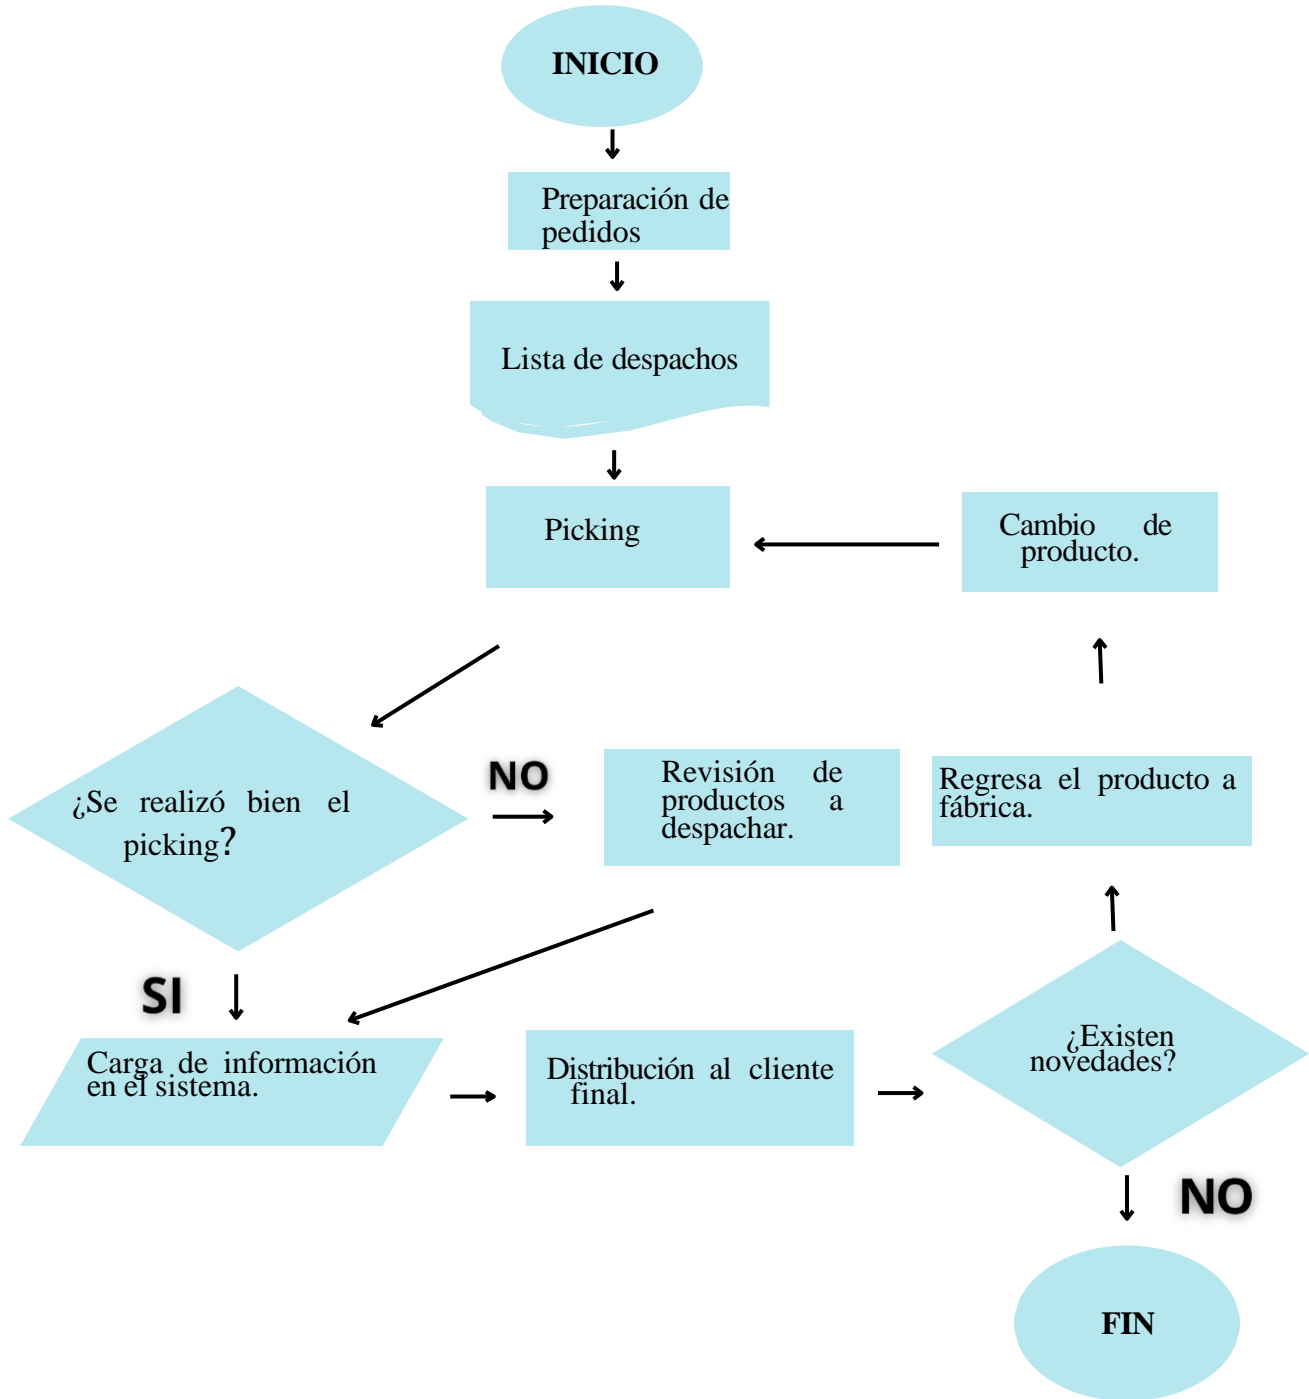 INICIO
Preparación de
pedidos
Lista de despachos
Picking
Cambio de
producto.
¿Se realizó bien el
picking?
NO
Revisión de
productos a
despachar.
Regresa el producto a
fábrica.
SI
Carga de información
en el sistema.
Distribución al cliente
final.
¿Existen
novedades?
NO
FIN